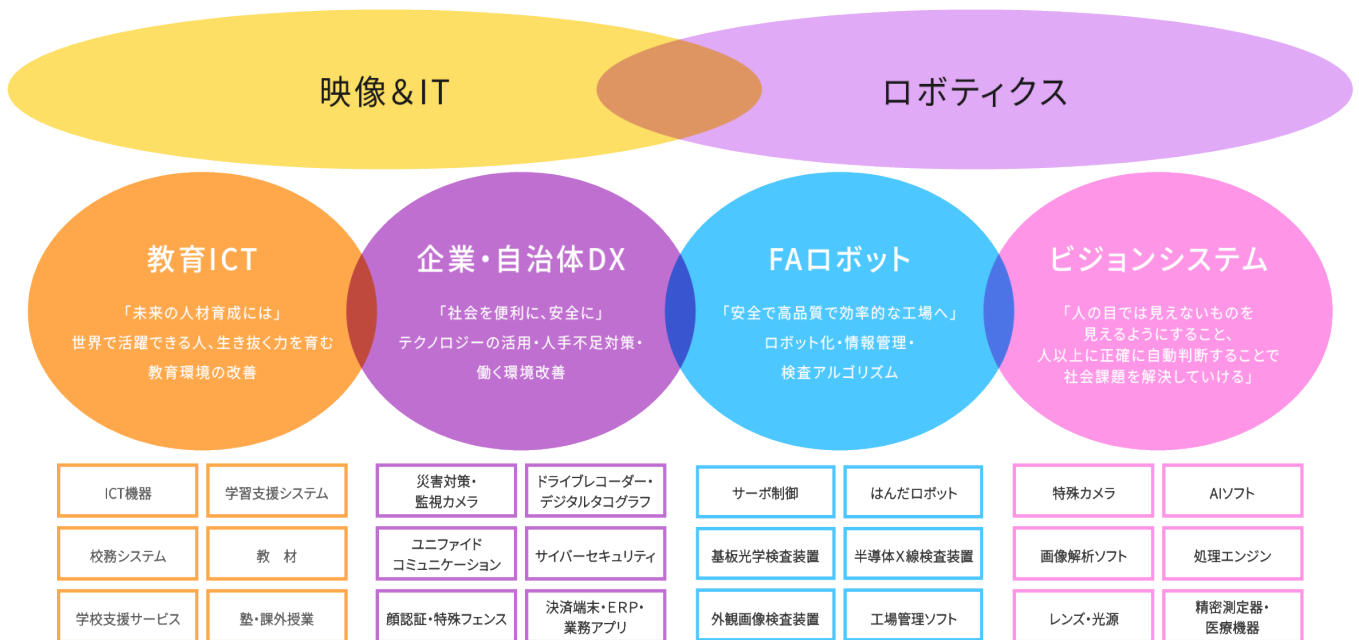 映像&IT
ロボティクス
教育ICT
「未来の人材育成には」
世界で活躍できる人、生き抜く力を育む
教育環境の改善
企業・自治体DX
「社会を便利に、安全に」
テクノロジーの活用・人手不足対策・
働く環境改善
FAロボット
「安全で高品質で効率的な工場へ」
ロボット化・情報管理・
検査アルゴリズム
ビジョンシステム
「人の目では見えないものを
見えるようにすること、
人以上に正確に自動判断することで
社会課題を解決していける」
ICT機器
学習支援システム
校務システム
教 材
学校支援サービス
塾・課外授業
災害対策・
監視カメラ
ドライブレコーダー・
デジタルタコグラフ
ユニファイド
コミュニケーション
サイバーセキュリティ
顔認証・特殊フェンス
決済端末・ERP・
業務アプリ
サーボ制御
はんだロボット
基板光学検査装置
半導体X線検査装置
外観画像検査装置
工場管理ソフト
特殊カメラ
AIソフト
画像解析ソフト
処理エンジン
レンズ・光源
精密測定器・
医療機器